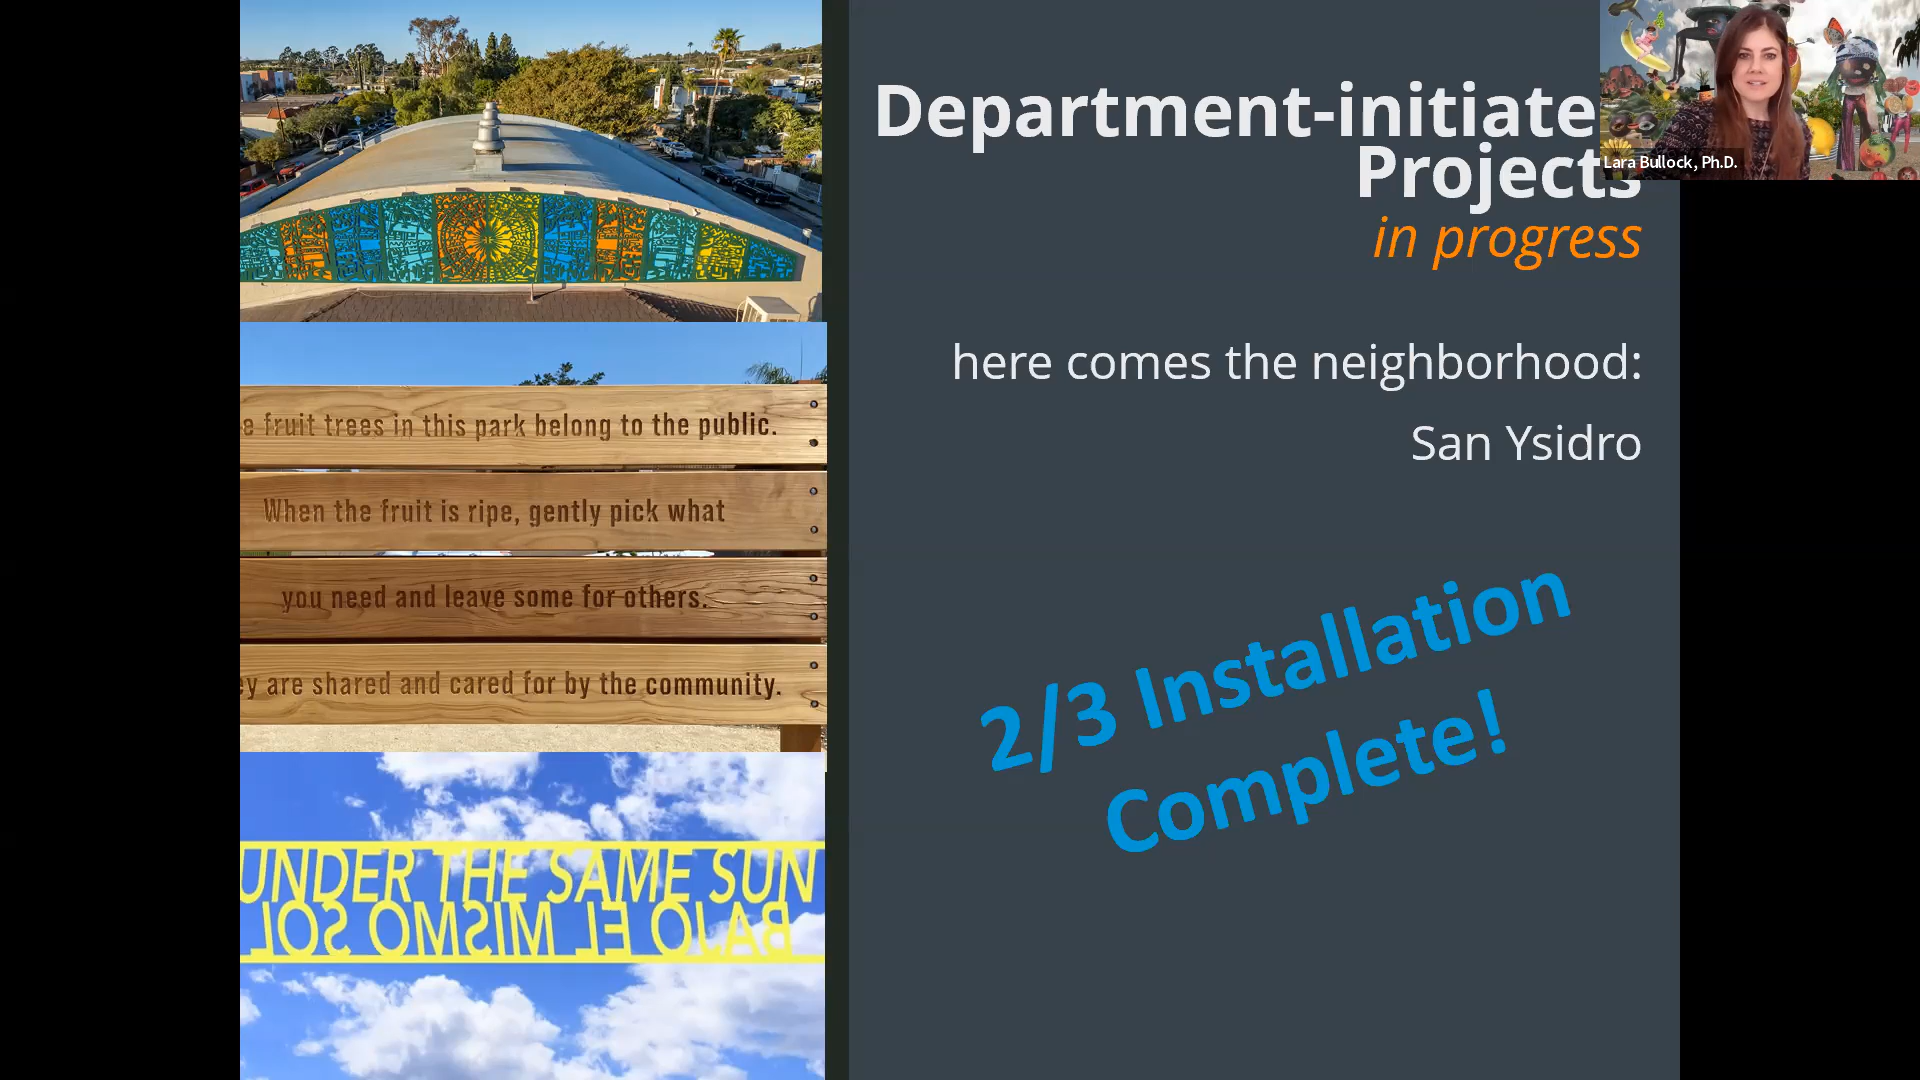 Department-initiate
Projects
in progress
here comes the neighborhood:
San Ysidro
2/3 Installation
Complete!
fruit trees in this park belong to the public.
When the fruit is ripe, gently pick what
you need and leave some for others.
are shared and cared for by the community.
UNDER THE SAME SUN
BAJO EL MISMO SOL
Lara Bullock, Ph.D.